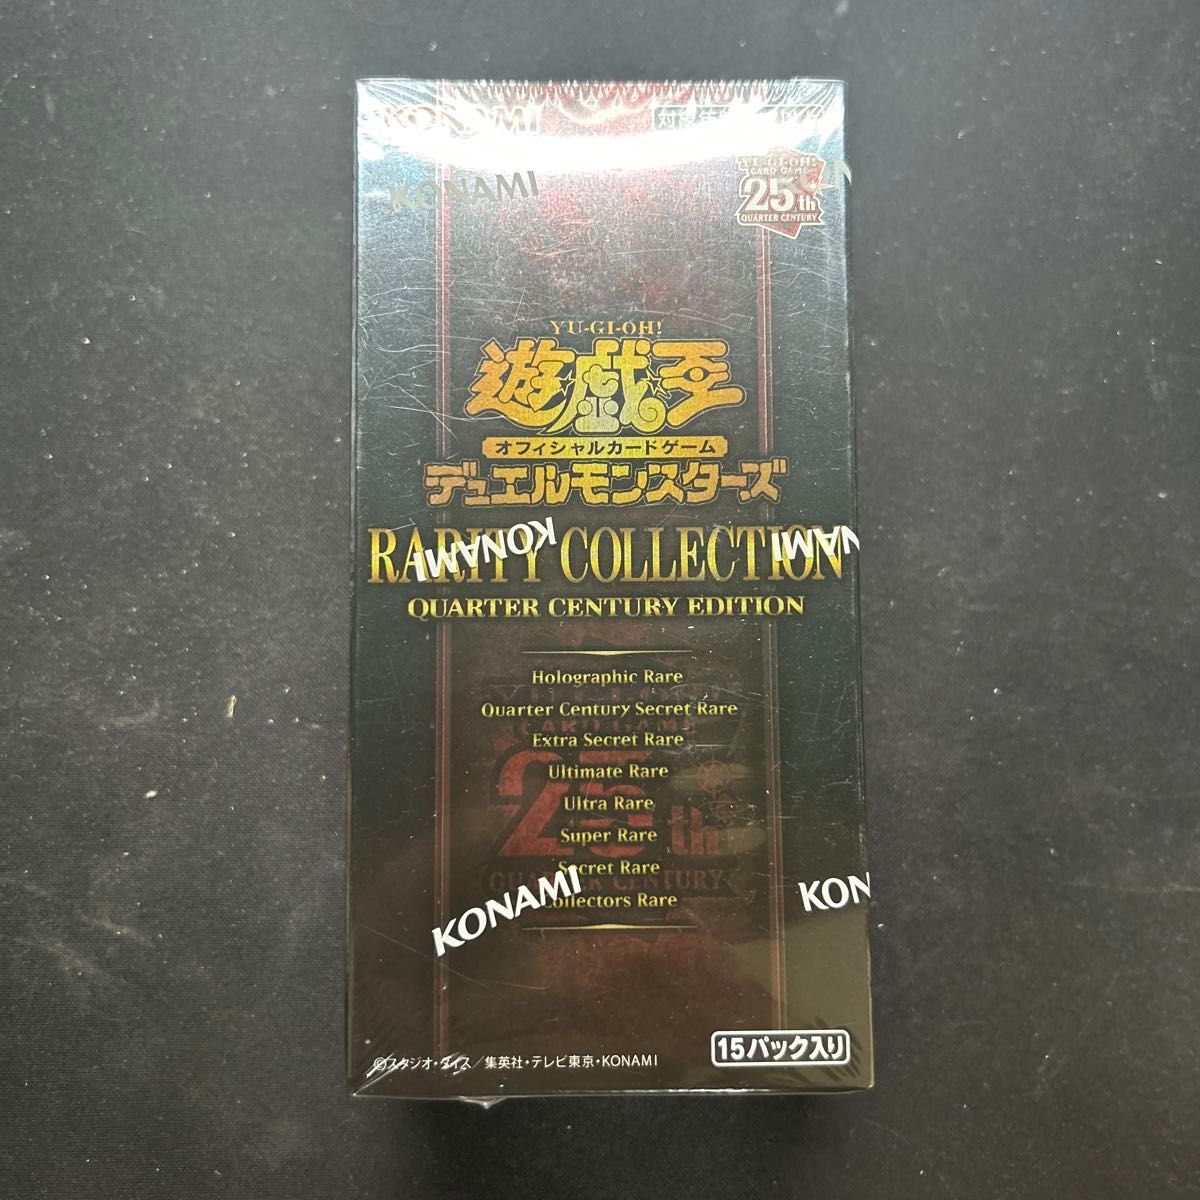 KONAMI
KONAMI
YU-GI-OH!
CARD GAME
25th
QUARTER CENTURY
YU-GI-OH!
遊戯王
オフィシャルカードゲーム
デュエルモンスターズ
RARITY COLLECTION
KONAMI
QUARTER CENTURY EDITION
Holographic Rare
Quarter Century Secret Rare
Extra Secret Rare
Ultimate Rare
Ultra Rare
Super Rare
Secret Rare
Collectors Rare
KONAMI
KON
15パック入り
©スタジオ・ダイス/集英社・テレビ東京・KONAMI